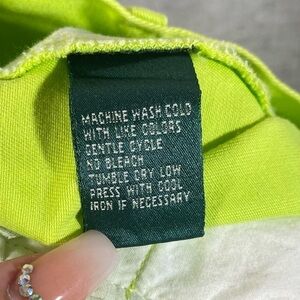 MACHINE WASH COLD
WITH LIKE COLORS
GENTLE CYCLE
NO BLEACH
TUMBLE DRY LOW
PRESS WITH COOL
IRON IF NECESSARY